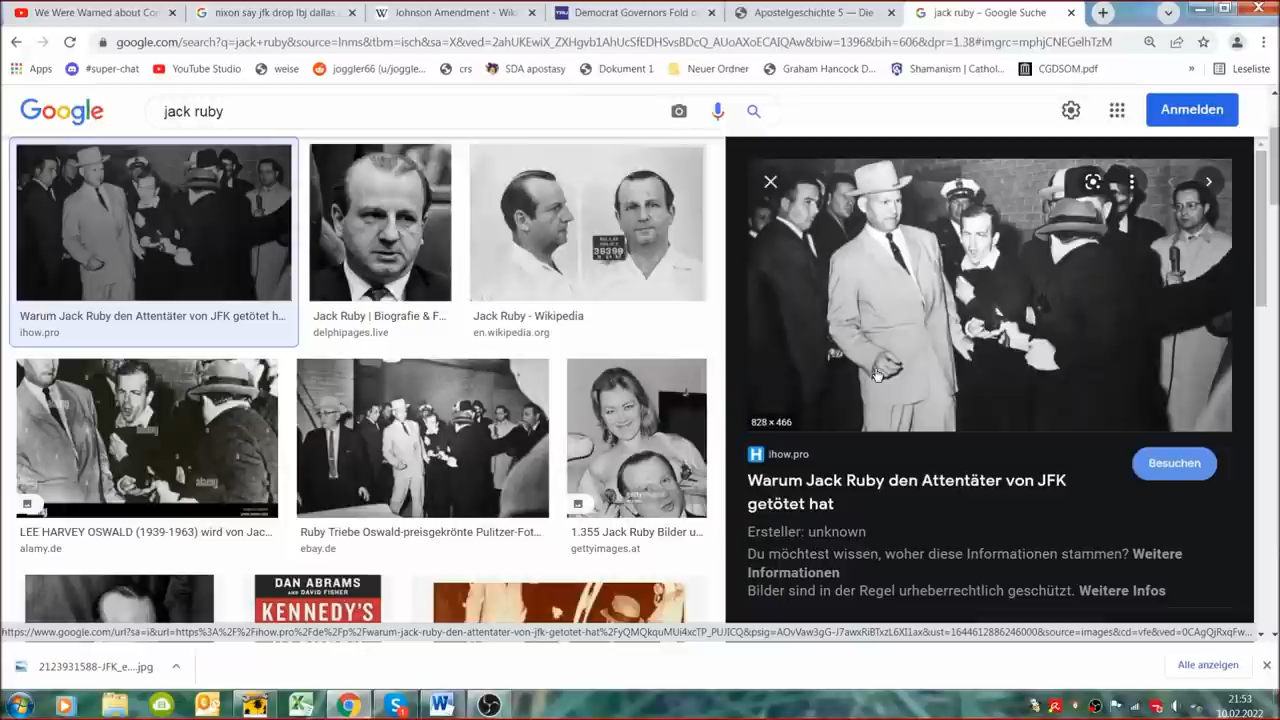 We Were Warned about Con
nixon say jfk drop lbj dallas
Johnson Amendment - Wiki
Democrat Governors Fold o
Apostelgeschichte 5 — Die
jack ruby – Google Suche
google.com/search?q=jack+ruby&source=lnms&tbm=isch&sa=X&ved=2ahUKEwiX_ZXHgvb1AhUcSfEDHSvsBDcQ_AUoAXoECAIQAw&biw=1396&bih=606&dpr=1.38#imgrc=mphjCNEGelhTzM
Apps
#super-chat
YouTube Studio
weise
joggler66 (u/joggle...
crs
SDA apostasy
Dokument 1
Neuer Ordner
Graham Hancock D...
Shamanism | Cathol...
CGDSOM.pdf
»
Leseliste
Google
jack ruby
Anmelden
Warum Jack Ruby den Attentäter von JFK getötet h...
ihow.pro
Jack Ruby | Biografie & F...
delphipages.live
Jack Ruby - Wikipedia
en.wikipedia.org
LEE HARVEY OSWALD (1939-1963) wird von Jac...
alamy.de
Ruby Triebe Oswald-preisgekrönte Pulitzer-Fot...
ebay.de
1.355 Jack Ruby Bilder u...
gettyimages.at
DAN ABRAMS
AND DAVID FISHER
KENNEDY'S
828 × 466
ihow.pro
Besuchen
Warum Jack Ruby den Attentäter von JFK
getötet hat
Ersteller: unknown
Du möchtest wissen, woher diese Informationen stammen? Weitere
Informationen
Bilder sind in der Regel urheberrechtlich geschützt. Weitere Infos
2123931588-JFK_e....jpg
Alle anzeigen
21:53
10.02.2022